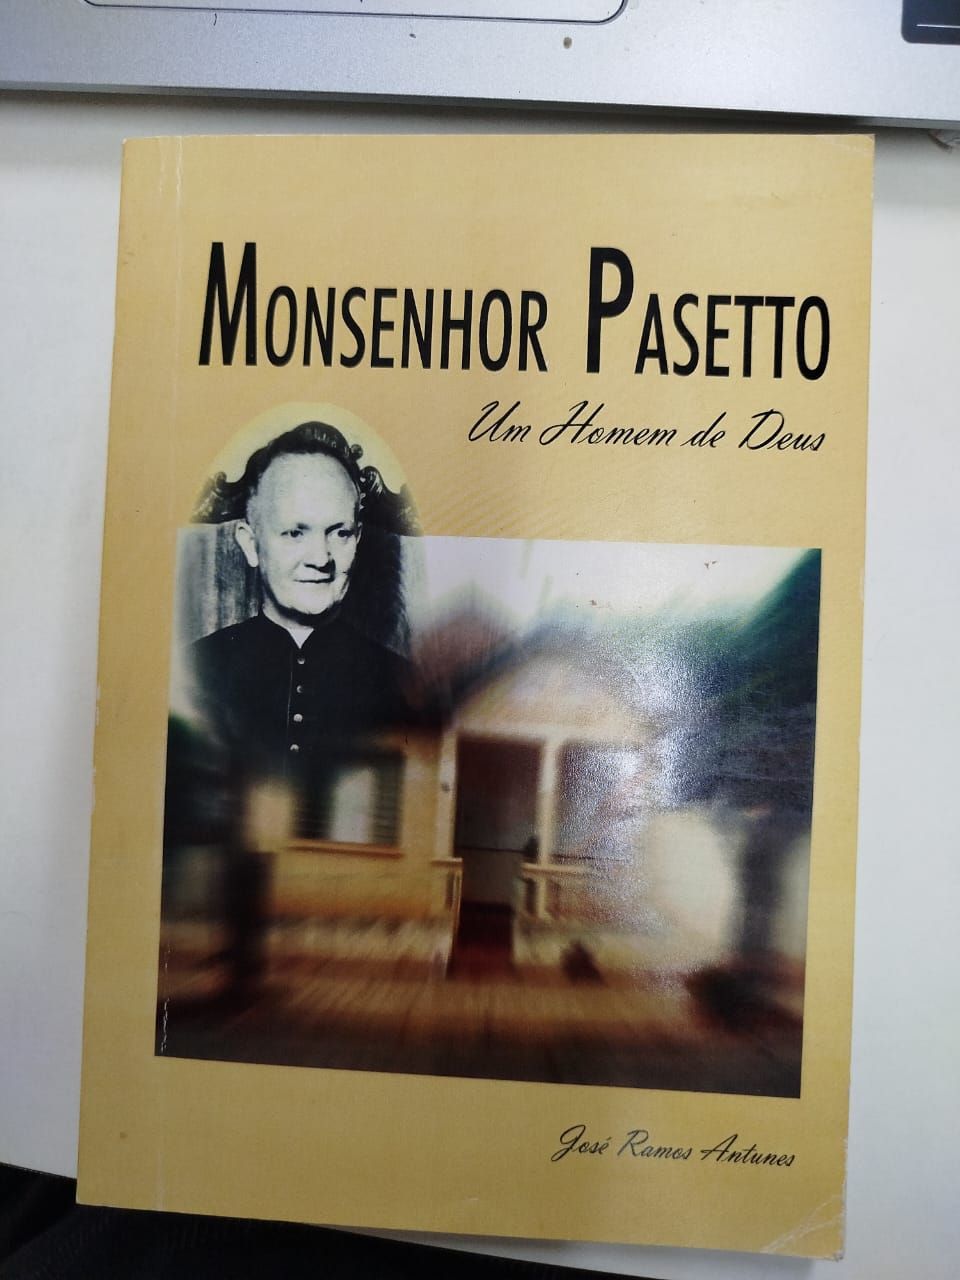 MONSENHOR PASETTO
Um Homem de Deus
José Ramos Antunes